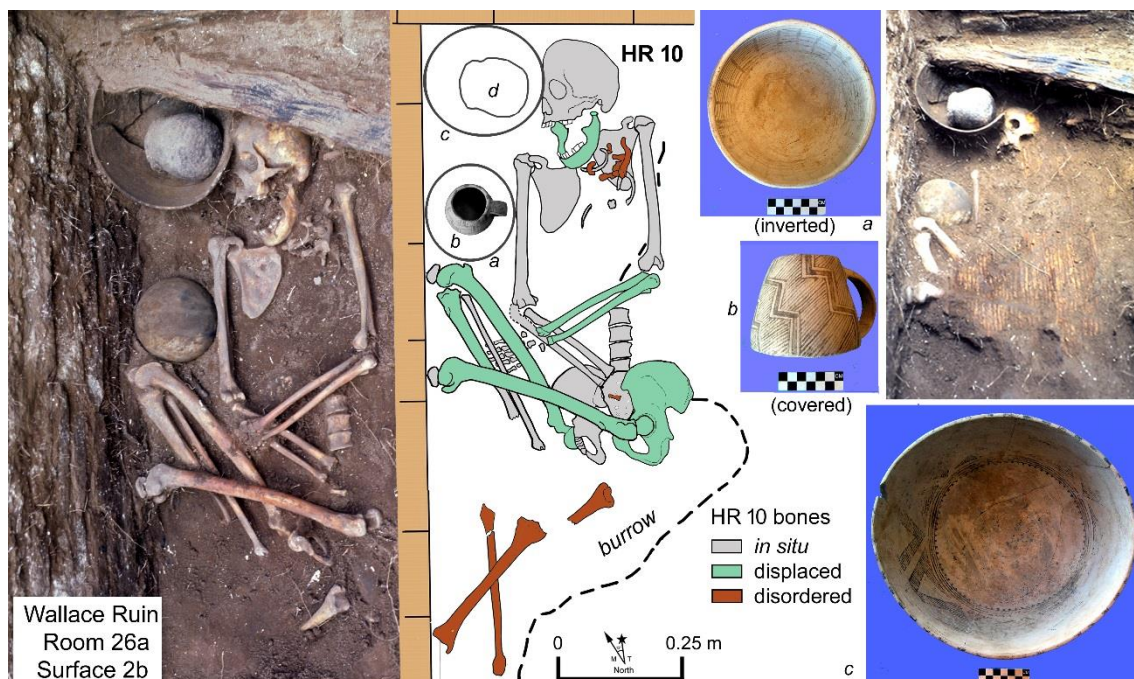 Wallace Ruin
Room 26a
Surface 2b
HR 10
d
c
b
a
burrow
HR 10 bones
in situ
displaced
disordered
0
0.25 m
M
T
North
(inverted)
a
b
(covered)
c